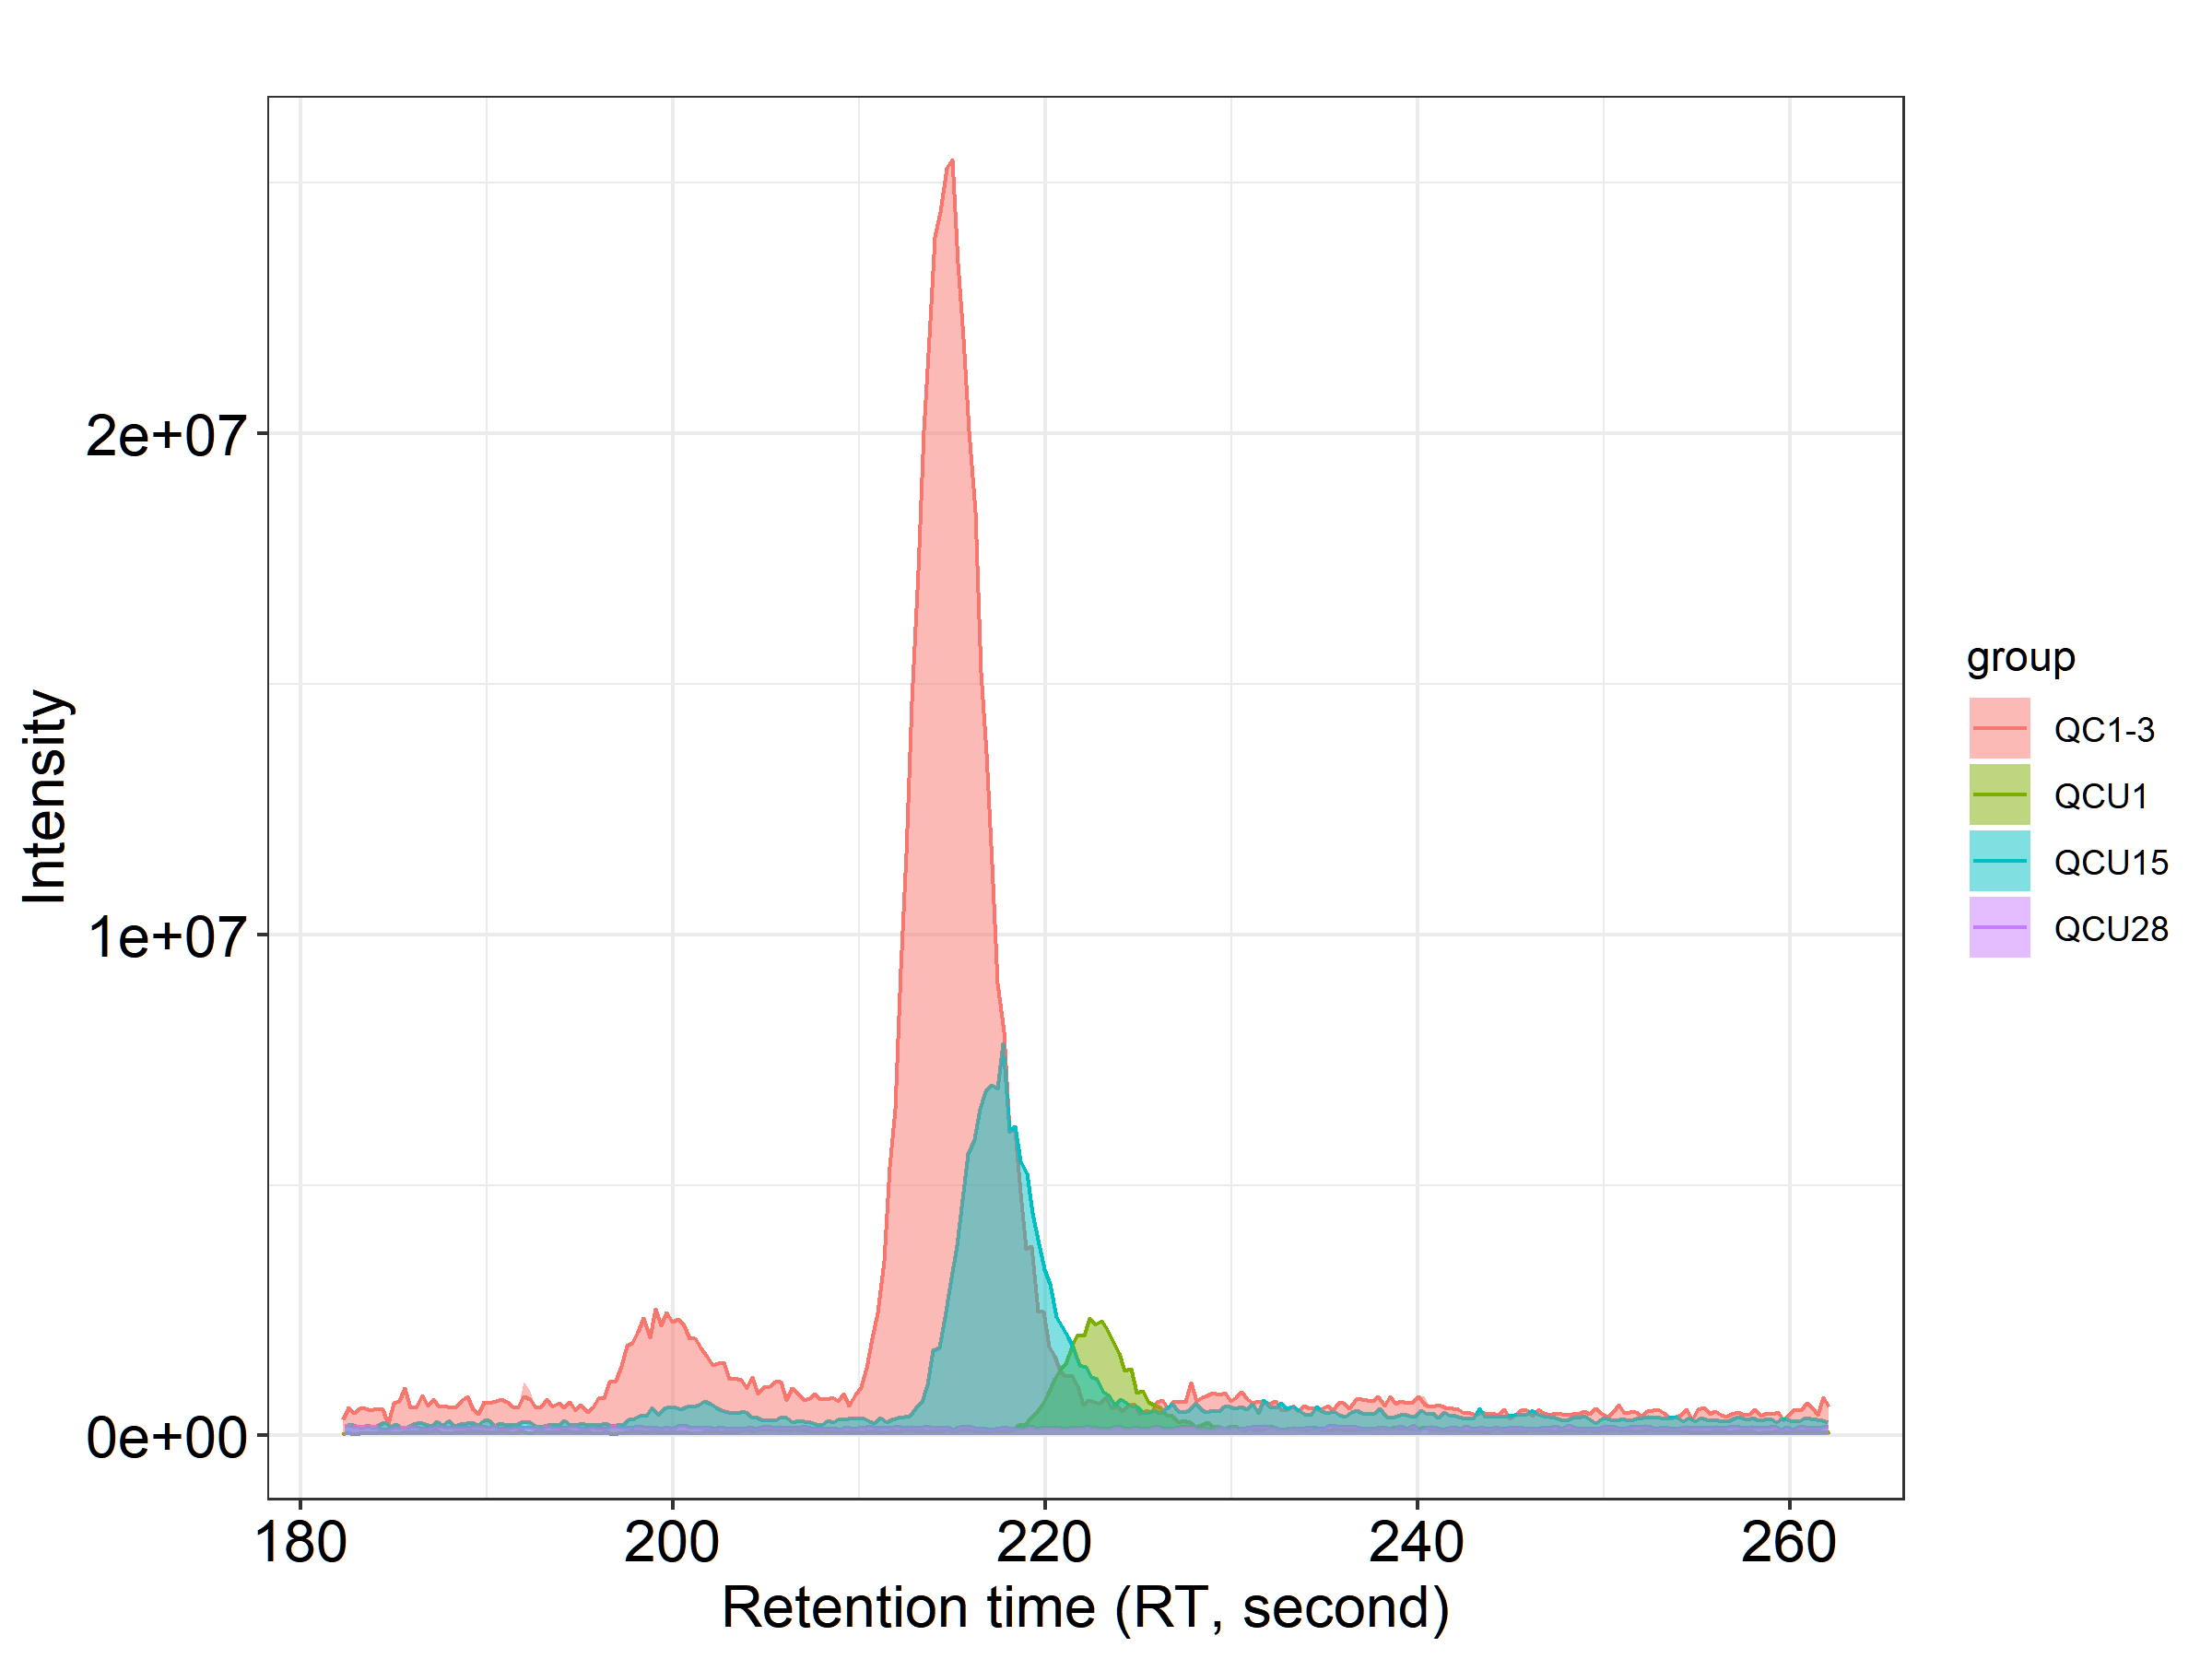 Intensity
2e+07
1e+07
0e+00
180 200 220 240 260
Retention time (RT, second)
group
QC1-3
QCU1
QCU15
QCU28